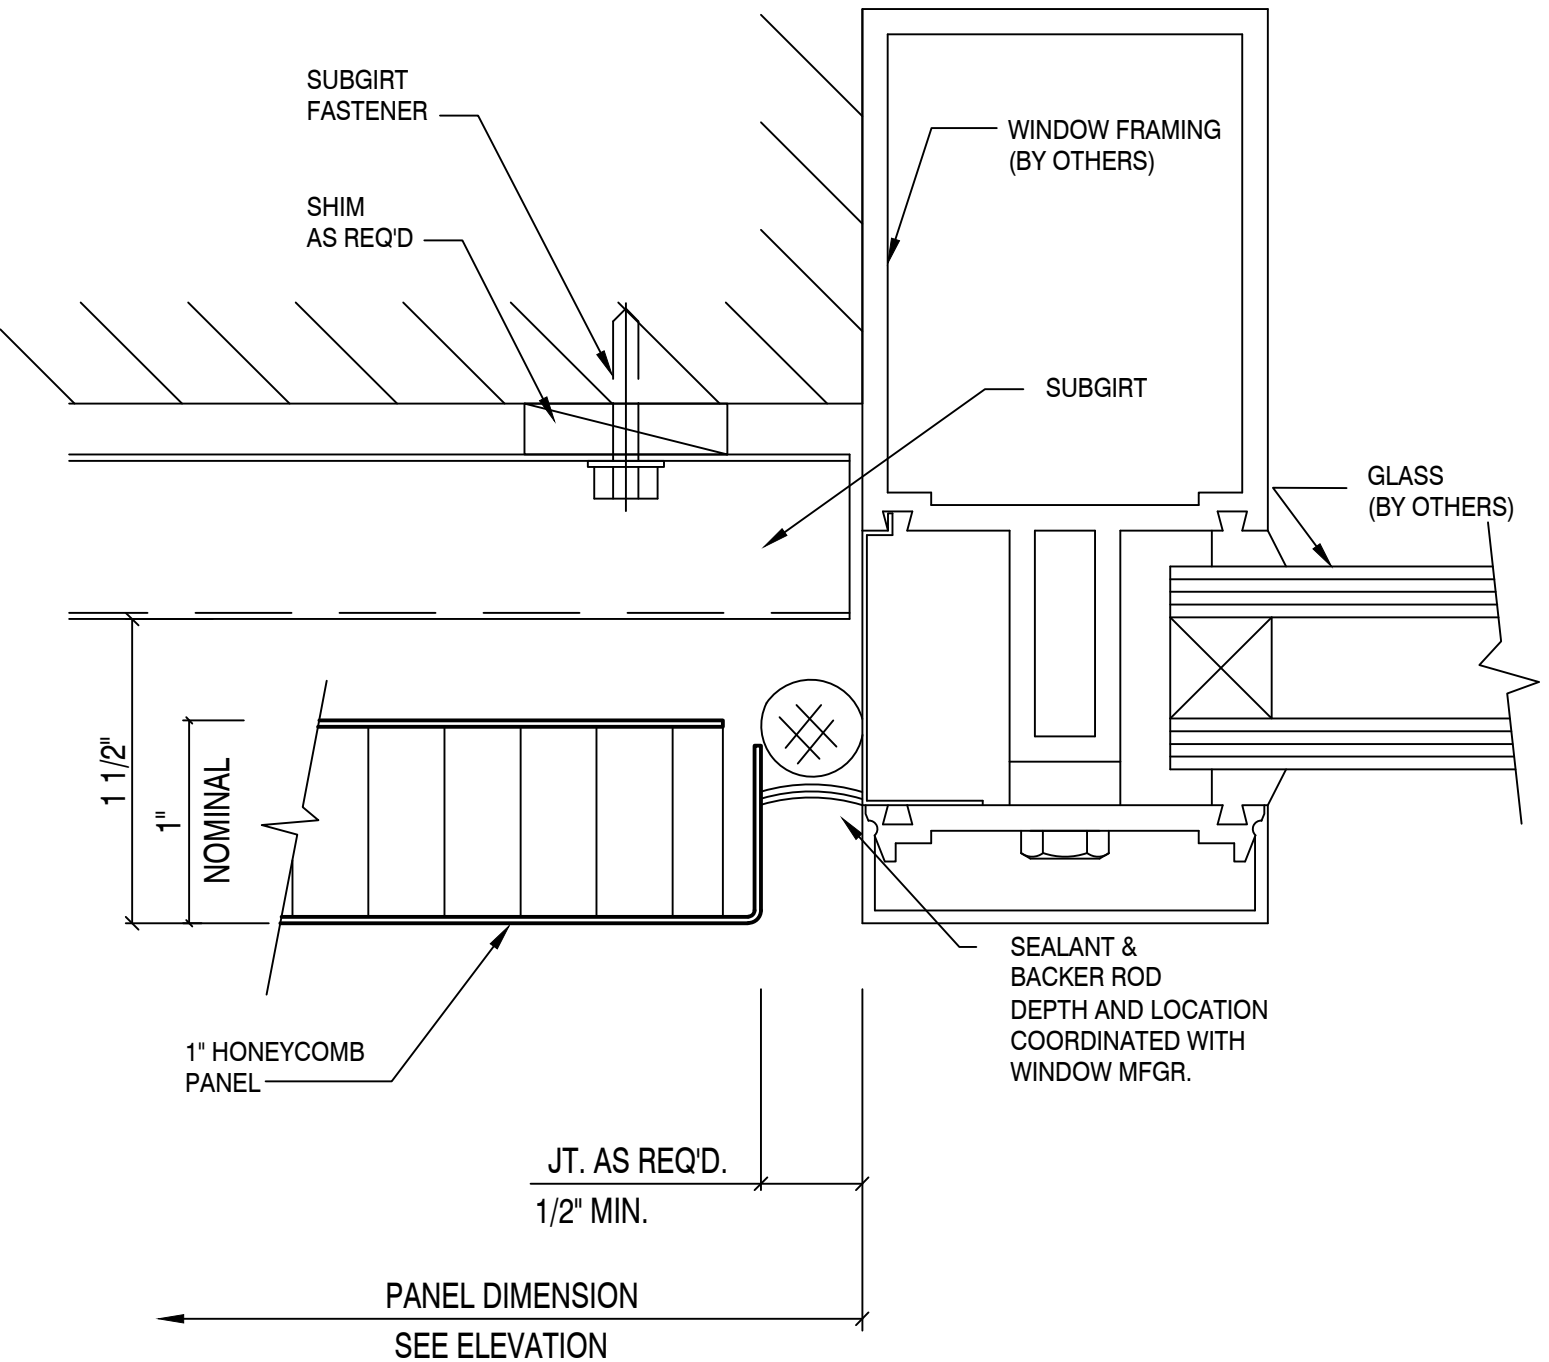 SUBGIRT
FASTENER
WINDOW FRAMING
(BY OTHERS)
SHIM
AS REQ'D
SUBGIRT
GLASS
(BY OTHERS)
1 1/2"
1"
NOMINAL
SEALANT &
BACKER ROD
DEPTH AND LOCATION
COORDINATED WITH
WINDOW MFGR.
1" HONEYCOMB
PANEL
JT. AS REQ'D.
1/2" MIN.
PANEL DIMENSION
SEE ELEVATION